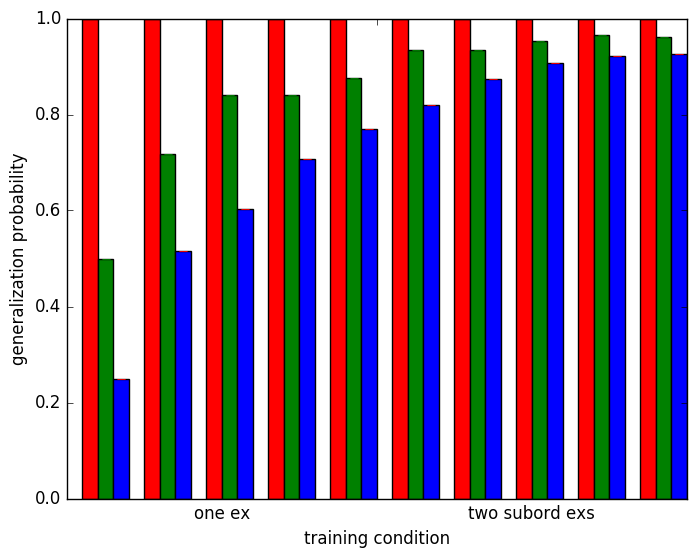 1.0
0.8
0.6
0.4
0.2
0.0
generalization probability
one ex
two subord exs
training condition